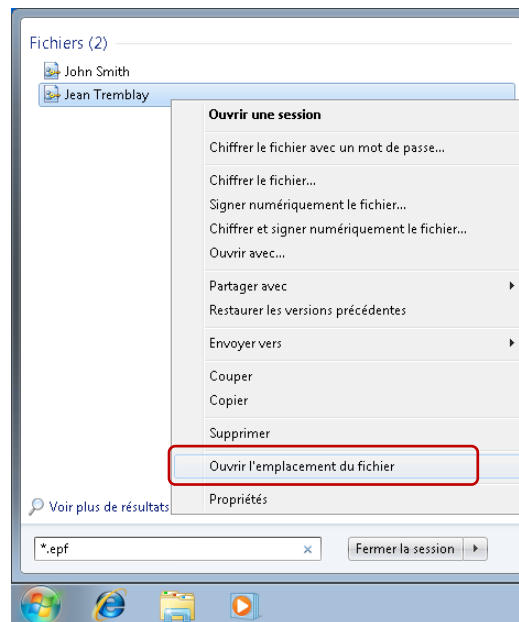 Fichiers (2)
John Smith
Jean Tremblay
Ouvrir une session
Chiffrer le fichier avec un mot de passe...
Chiffrer le fichier...
Signer numériquement le fichier...
Chiffrer et signer numériquement le fichier...
Ouvrir avec...
Partager avec
Restaurer les versions précédentes
Envoyer vers
Couper
Copier
Supprimer
Ouvrir l'emplacement du fichier
Propriétés
Voir plus de résultats
*.epf
Fermer la session